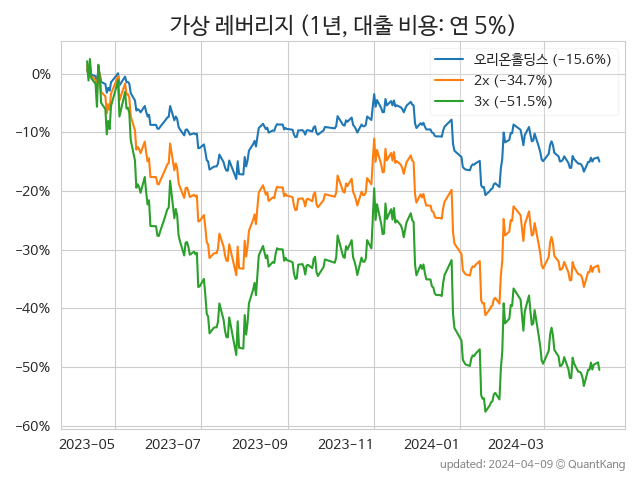 가상 레버리지 (1년, 대출 비용: 연 5%)
오리온홀딩스 (−15.6%)
2x (−34.7%)
3x (−51.5%)
0%
−10%
−20%
−30%
−40%
−50%
−60%
2023-05 2023-07 2023-09 2023-11 2024-01 2024-03
updated: 2024-04-09 © QuantKang